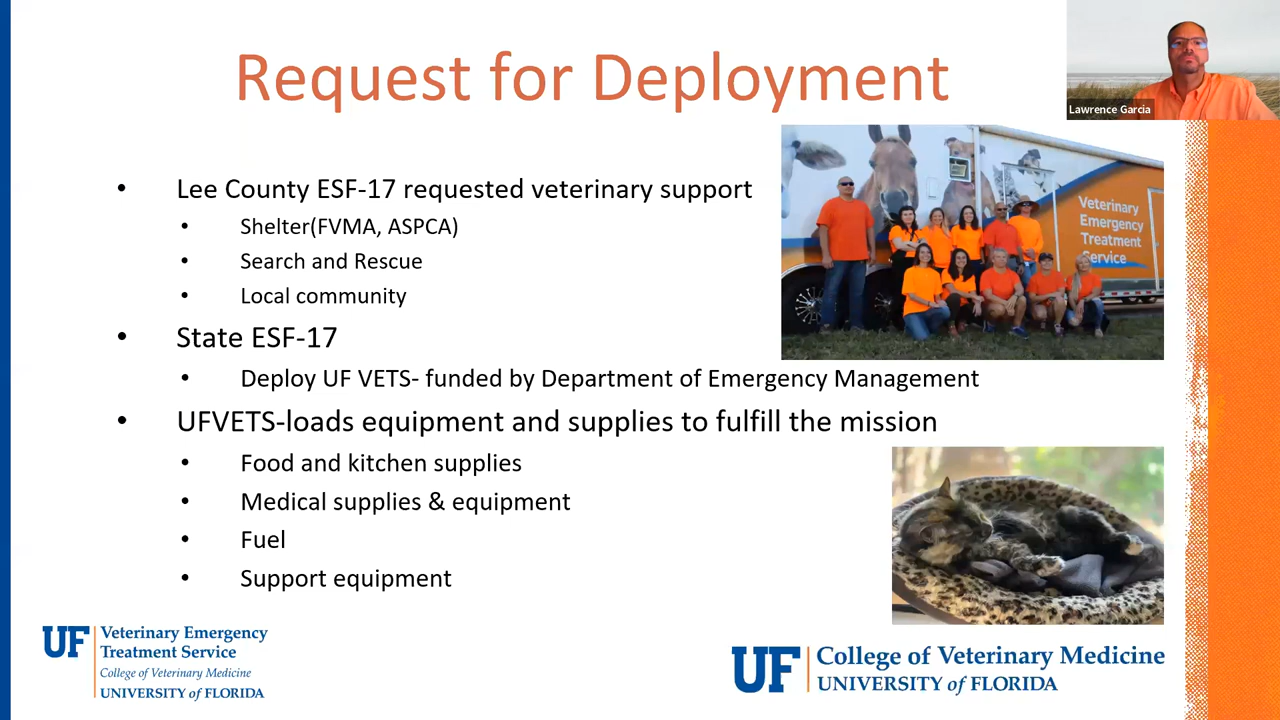 Request for Deployment
Lawrence Garcia
• Lee County ESF-17 requested veterinary support
• Shelter(FVMA, ASPCA)
• Search and Rescue
• Local community
• State ESF-17
• Deploy UF VETS- funded by Department of Emergency Management
• UFVETS-loads equipment and supplies to fulfill the mission
• Food and kitchen supplies
• Medical supplies & equipment
• Fuel
• Support equipment
Veterinary
Emergency
Treatment
Service
UF Veterinary Emergency
Treatment Service
College of Veterinary Medicine
UNIVERSITY of FLORIDA
UF College of Veterinary Medicine
UNIVERSITY of FLORIDA